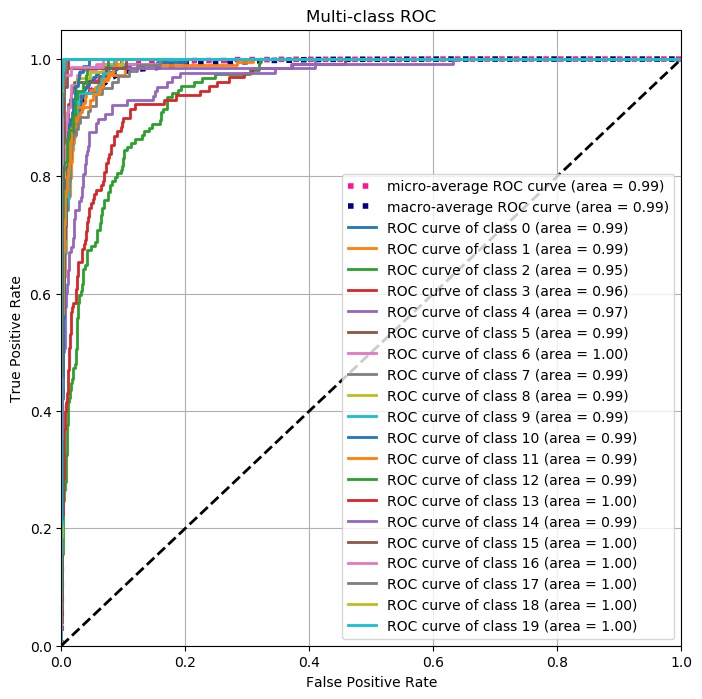 Multi-class ROC
1.0
0.8
0.6
0.4
0.2
0.0
True Positive Rate
micro-average ROC curve (area = 0.99)
macro-average ROC curve (area = 0.99)
ROC curve of class 0 (area = 0.99)
ROC curve of class 1 (area = 0.99)
ROC curve of class 2 (area = 0.95)
ROC curve of class 3 (area = 0.96)
ROC curve of class 4 (area = 0.97)
ROC curve of class 5 (area = 0.99)
ROC curve of class 6 (area = 1.00)
ROC curve of class 7 (area = 0.99)
ROC curve of class 8 (area = 0.99)
ROC curve of class 9 (area = 0.99)
ROC curve of class 10 (area = 0.99)
ROC curve of class 11 (area = 0.99)
ROC curve of class 12 (area = 0.99)
ROC curve of class 13 (area = 1.00)
ROC curve of class 14 (area = 0.99)
ROC curve of class 15 (area = 1.00)
ROC curve of class 16 (area = 1.00)
ROC curve of class 17 (area = 1.00)
ROC curve of class 18 (area = 1.00)
ROC curve of class 19 (area = 1.00)
0.0 0.2 0.4 0.6 0.8 1.0
False Positive Rate